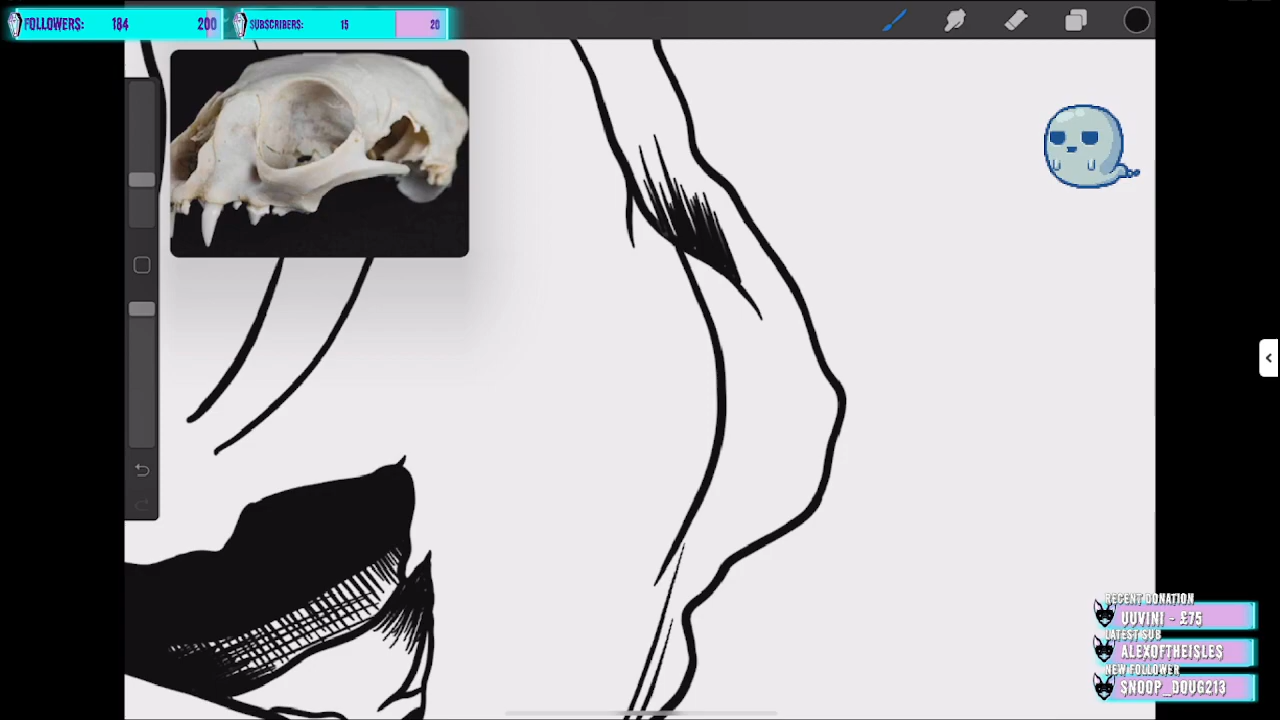 FOLLOWERS: 184 200
SUBSCRIBERS: 15 20
RECENT DONATION
UUVINI - £75
LATEST SUB
ALEXOFTHEISLES
NEW FOLLOWER
SNOOP_DOUG213